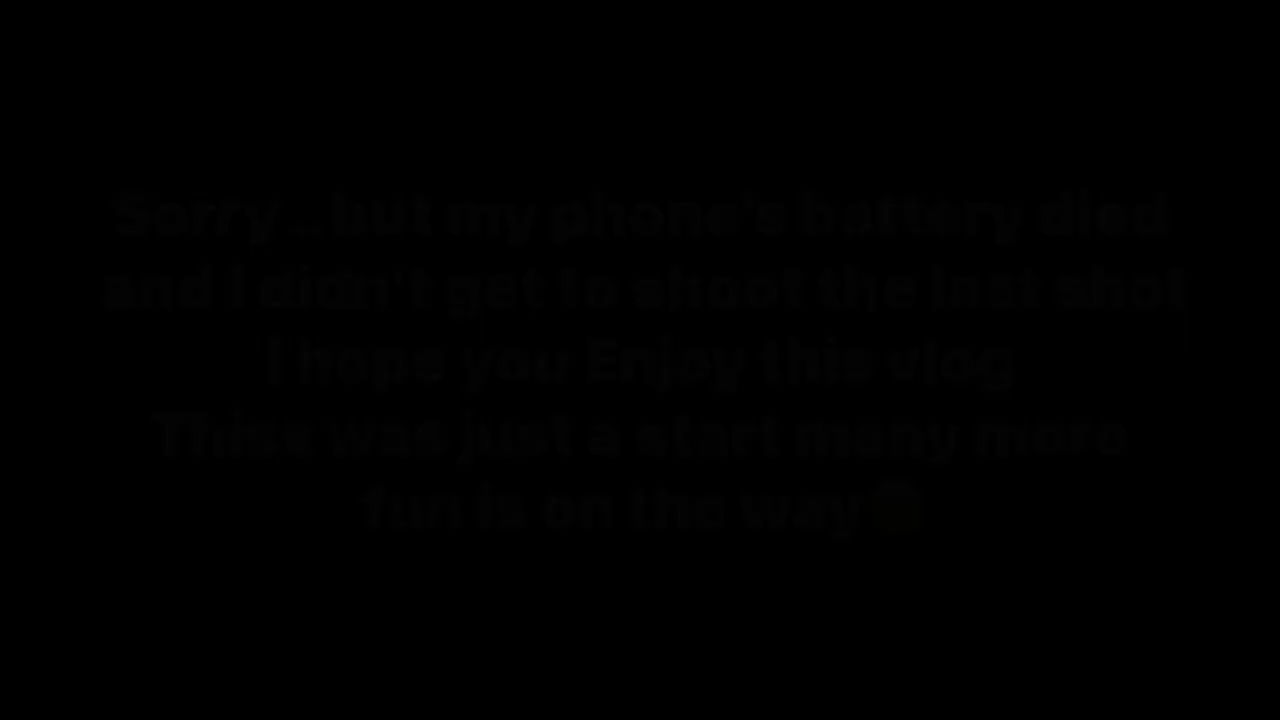 Sorry ...but my phone's battery died
and I didn't get to shoot the last shot
I hope you Enjoy this vlog
Thiss was just a start many more
fun is on the way